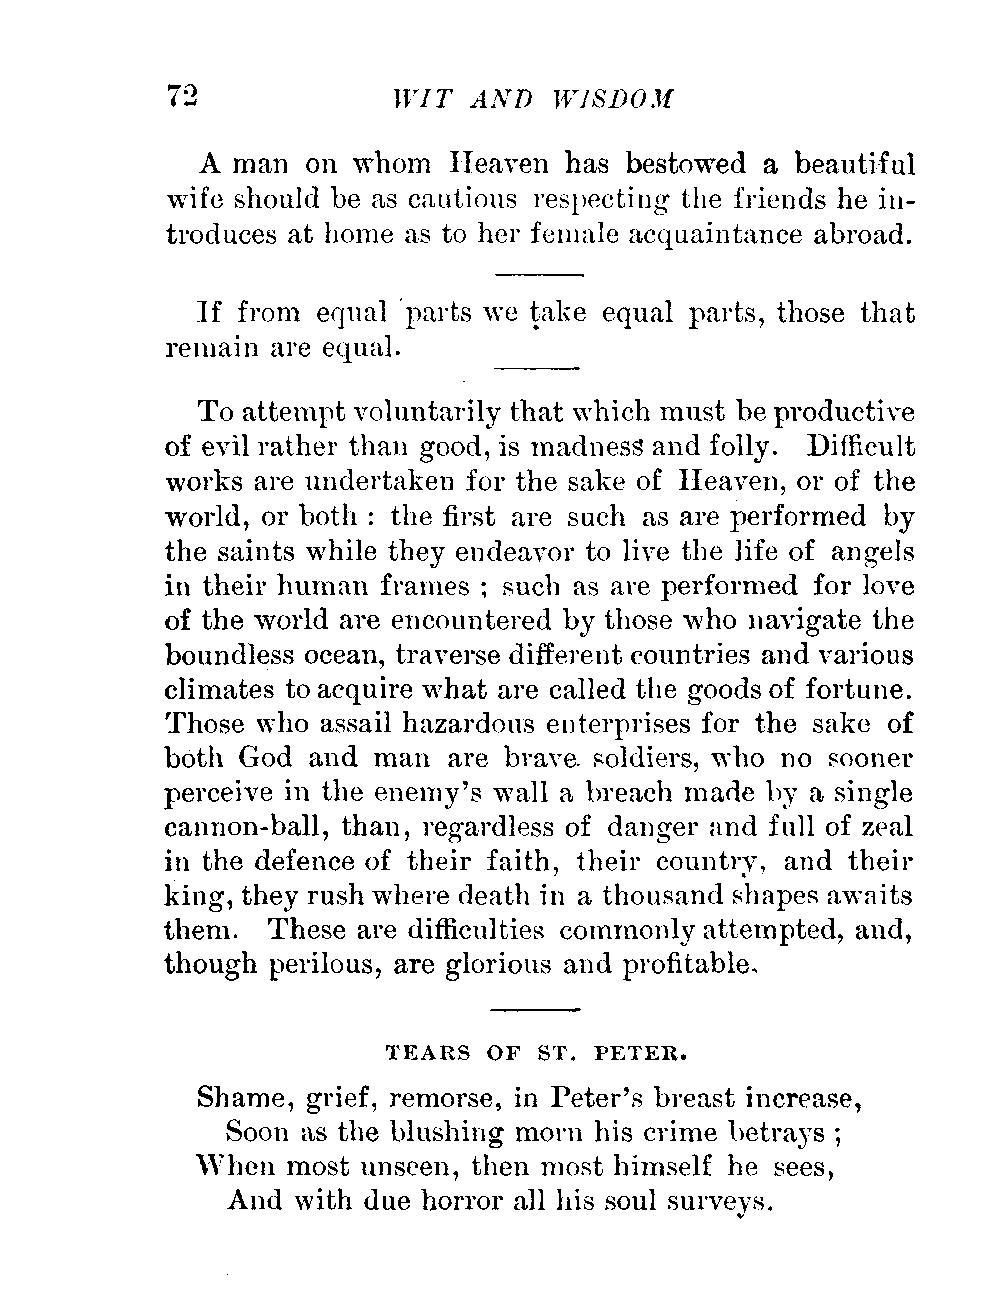 72 WIT AND WISDOM
A man on whom Heaven has bestowed a beautiful
wife should be as cautious respecting the friends he in-
troduces at home as to her female acquaintance abroad.
If from equal parts we take equal parts, those that
remain are equal.
To attempt voluntarily that which must be productive
of evil rather than good, is madness and folly. Difficult
works are undertaken for the sake of Heaven, or of the
world, or both : the first are such as are performed by
the saints while they endeavor to live the life of angels
in their human frames ; such as are performed for love
of the world are encountered by those who navigate the
boundless ocean, traverse different countries and various
climates to acquire what are called the goods of fortune.
Those who assail hazardous enterprises for the sake of
both God and man are brave soldiers, who no sooner
perceive in the enemy's wall a breach made by a single
cannon-ball, than, regardless of danger and full of zeal
in the defence of their faith, their country, and their
king, they rush where death in a thousand shapes awaits
them. These are difficulties commonly attempted, and,
though perilous, are glorious and profitable.
TEARS OF ST. PETER.
Shame, grief, remorse, in Peter's breast increase,
Soon as the blushing morn his crime betrays ;
When most unseen, then most himself he sees,
And with due horror all his soul surveys.